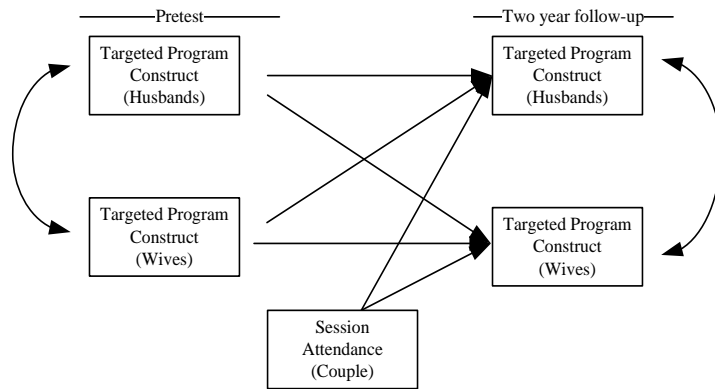 Pretest
Two year follow-up
Targeted Program
Construct
(Husbands)
Targeted Program
Construct
(Husbands)
Targeted Program
Construct
(Wives)
Targeted Program
Construct
(Wives)
Session
Attendance
(Couple)